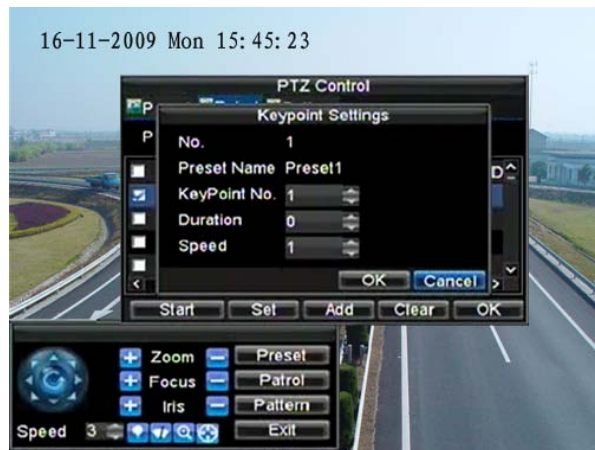 16-11-2009 Mon 15:45:23
PTZ Control
P
Keypoint Settings
P
No. 1
Preset Name Preset1
D
KeyPoint No. 1
Duration 0
Speed 1
OK Cancel
Start Set Add Clear OK
Zoom Preset
Focus Patrol
Iris Pattern
Speed 3 Exit